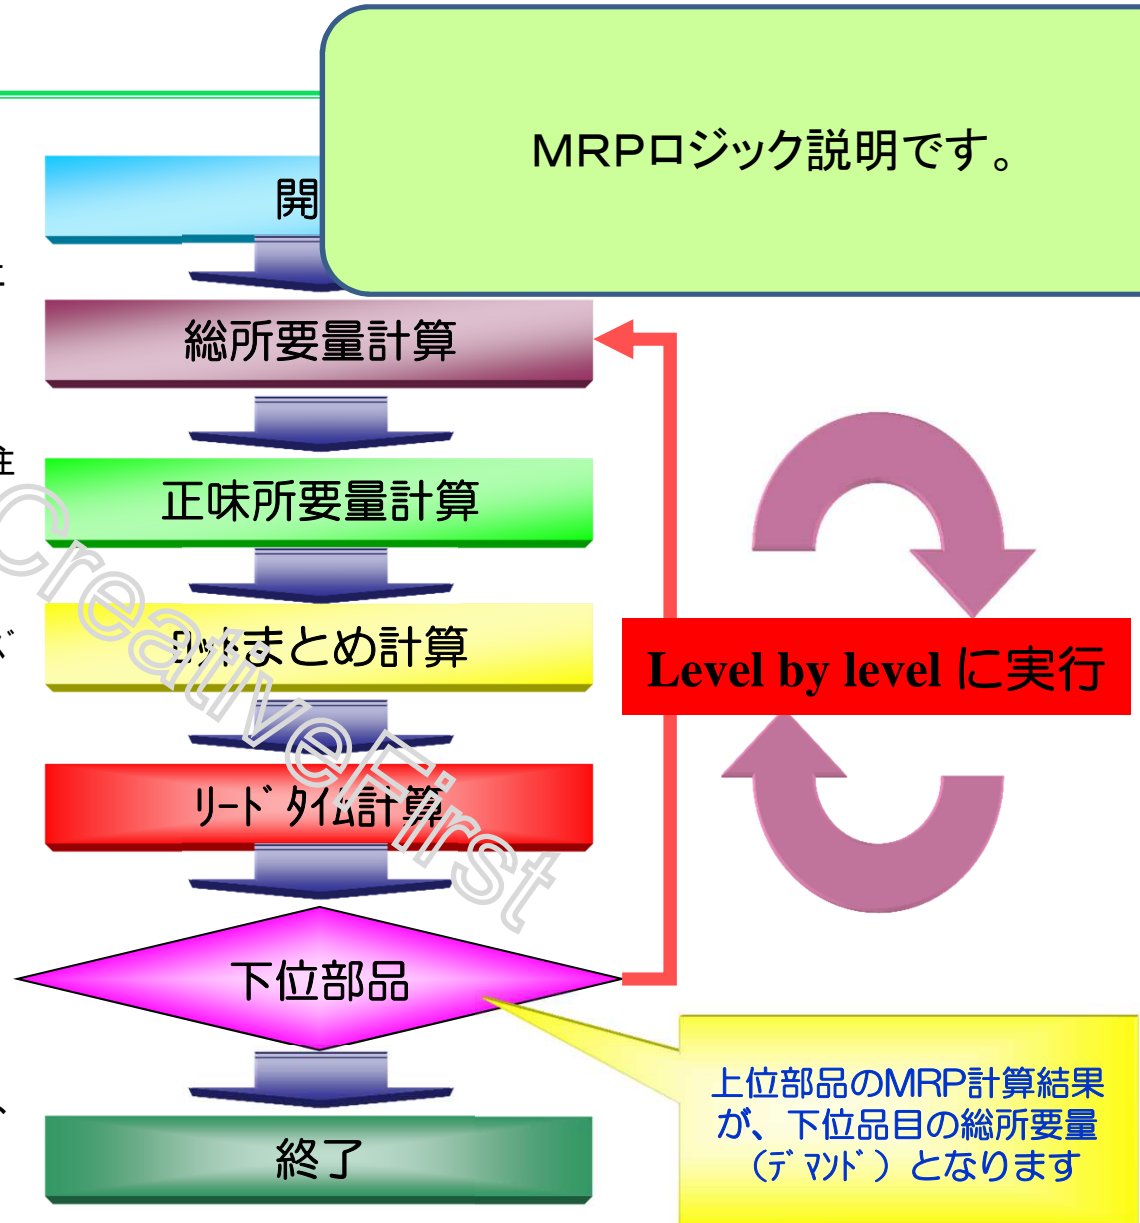 MRPロジック説明です。
開
総所要量計算
正味所要量計算
ﾛｯﾄまとめ計算
ﾘｰﾄﾞﾀｲﾑ計算
下位部品
終了
Level by level に実行
上位部品のMRP計算結果
が、下位品目の総所要量
（ﾃﾞﾏﾝﾄﾞ）となります
CreativeFirst